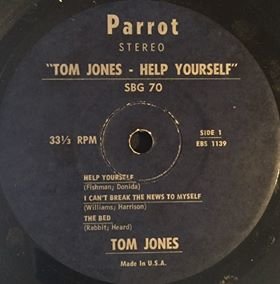 Parrot
STEREO
"TOM JONES - HELP YOURSELF"
SBG 70
33⅓ RPM
SIDE 1
EBS 1139
HELP YOURSELF
(Fishman; Donida)
I CAN'T BREAK THE NEWS TO MYSELF
(Williams; Harrison)
THE BED
(Rabbit; Heard)
TOM JONES
Made In U.S.A.